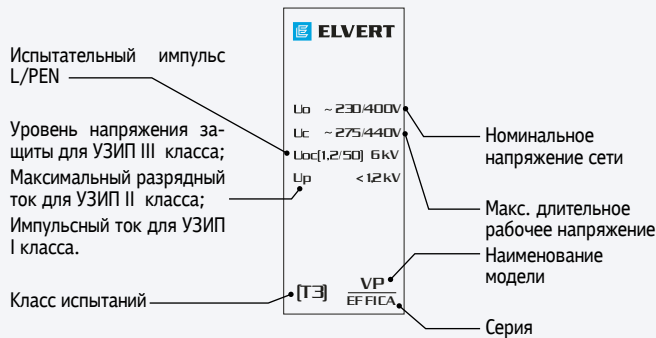 Испытательный импульс
L/PEN
Уровень напряжения за-
щиты для УЗИП III класса;
Максимальный разрядный
ток для УЗИП II класса;
Импульсный ток для УЗИП
I класса.
Класс испытаний
ELVERT
Uo ~230/400V
Uc ~275/440V
Uoc(1,2/50) 6kV
Up <1,2kV
[T3]
VP
EFFICA
Номинальное
напряжение сети
Макс. длительное
рабочее напряжение
Наименование
модели
Серия